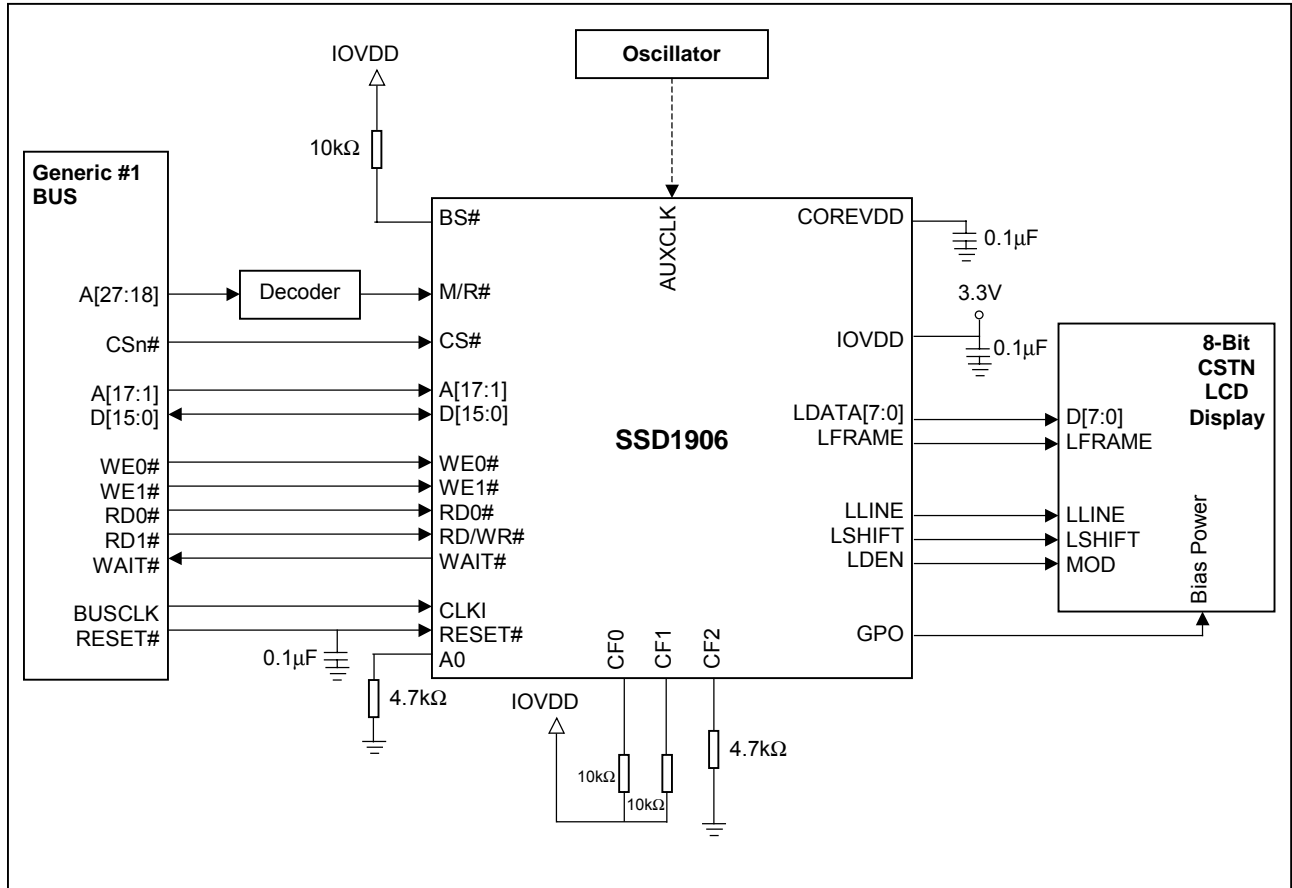 Oscillator
IOVDD
10kΩ
Generic #1
BUS
A[27:18]
CSn#
A[17:1]
D[15:0]
WE0#
WE1#
RD0#
RD1#
WAIT#
BUSCLK
RESET#
Decoder
0.1µF
4.7kΩ
BS#
M/R#
CS#
A[17:1]
D[15:0]
WE0#
WE1#
RD0#
RD/WR#
WAIT#
CLKI
RESET#
A0
AUXCLK
SSD1906
CF0
CF1
CF2
IOVDD
10kΩ
10kΩ
4.7kΩ
COREVDD
IOVDD
LDATA[7:0]
LFRAME
LLINE
LSHIFT
LDEN
GPO
0.1µF
3.3V
0.1µF
8-Bit
CSTN
LCD
Display
D[7:0]
LFRAME
LLINE
LSHIFT
MOD
Bias Power